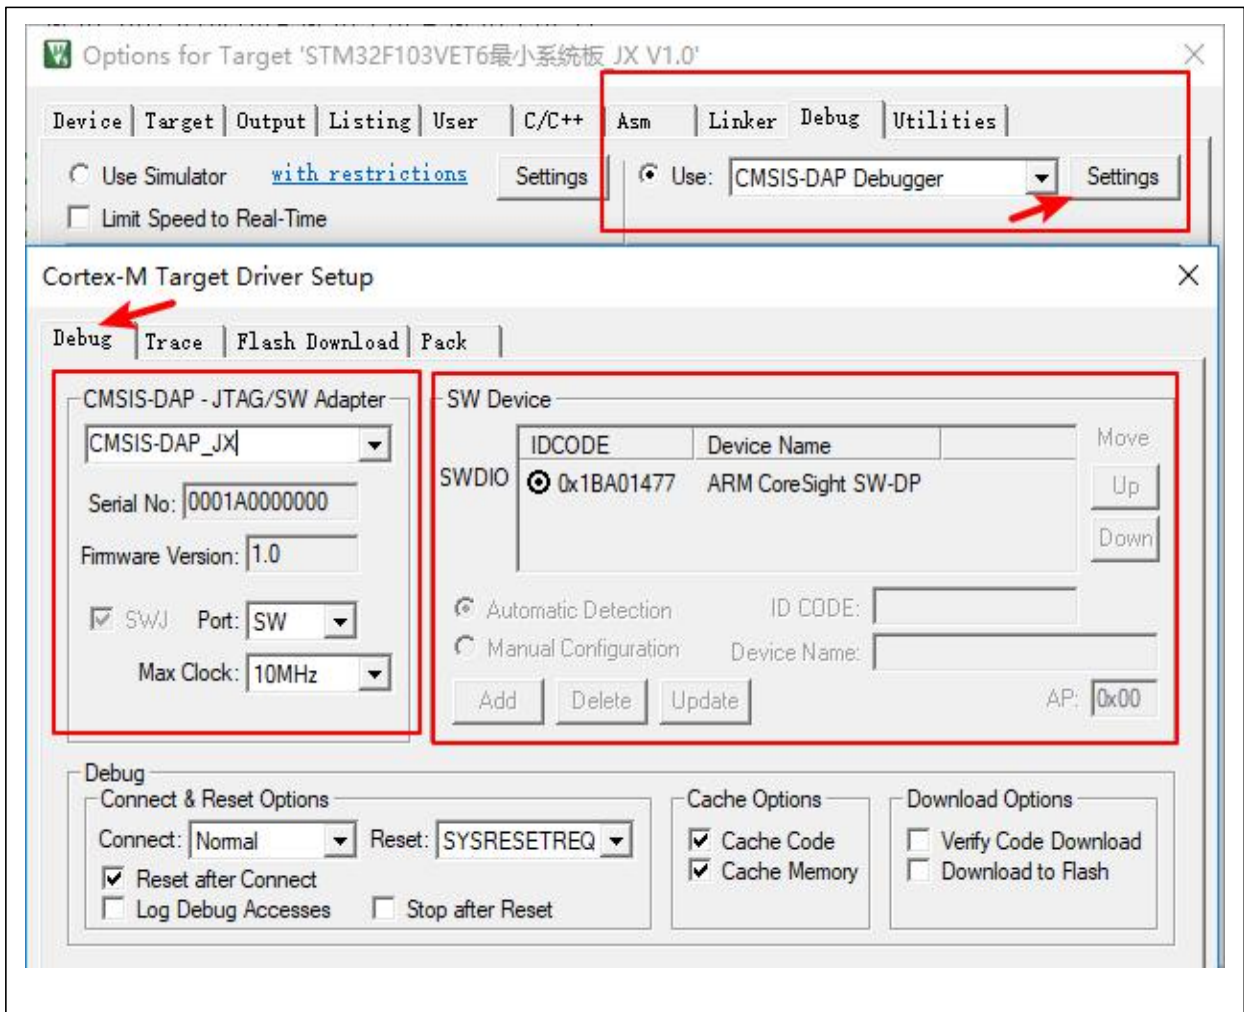 Options for Target 'STM32F103VET6最小系统板_JX V1.0'
Device Target Output Listing User C/C++ Asm Linker Debug Utilities
Use Simulator with restrictions Settings Use: CMSIS-DAP Debugger Settings
Limit Speed to Real-Time
Cortex-M Target Driver Setup
Debug Trace Flash Download Pack
CMSIS-DAP - JTAG/SW Adapter
CMSIS-DAP_JX
Serial No: 0001A0000000
Firmware Version: 1.0
SWJ Port: SW
Max Clock: 10MHz
SW Device
IDCODE Device Name Move
SWDIO 0x1BA01477 ARM CoreSight SW-DP Up
Down
Automatic Detection ID CODE:
Manual Configuration Device Name:
Add Delete Update AP: 0x00
Debug
Connect & Reset Options
Connect: Normal Reset: SYSRESETREQ
Reset after Connect
Log Debug Accesses Stop after Reset
Cache Options
Cache Code
Cache Memory
Download Options
Verify Code Download
Download to Flash